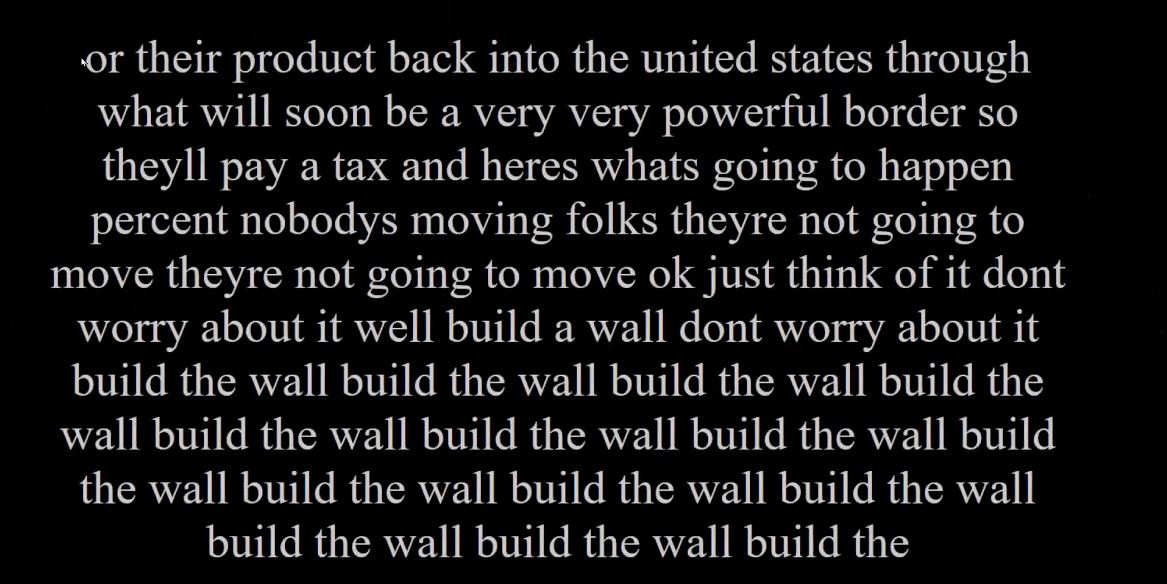 or their product back into the united states through
what will soon be a very very powerful border so
theyll pay a tax and heres whats going to happen
percent nobodys moving folks theyre not going to
move theyre not going to move ok just think of it dont
worry about it well build a wall dont worry about it
build the wall build the wall build the wall build the
wall build the wall build the wall build the wall build
the wall build the wall build the wall build the wall
build the wall build the wall build the